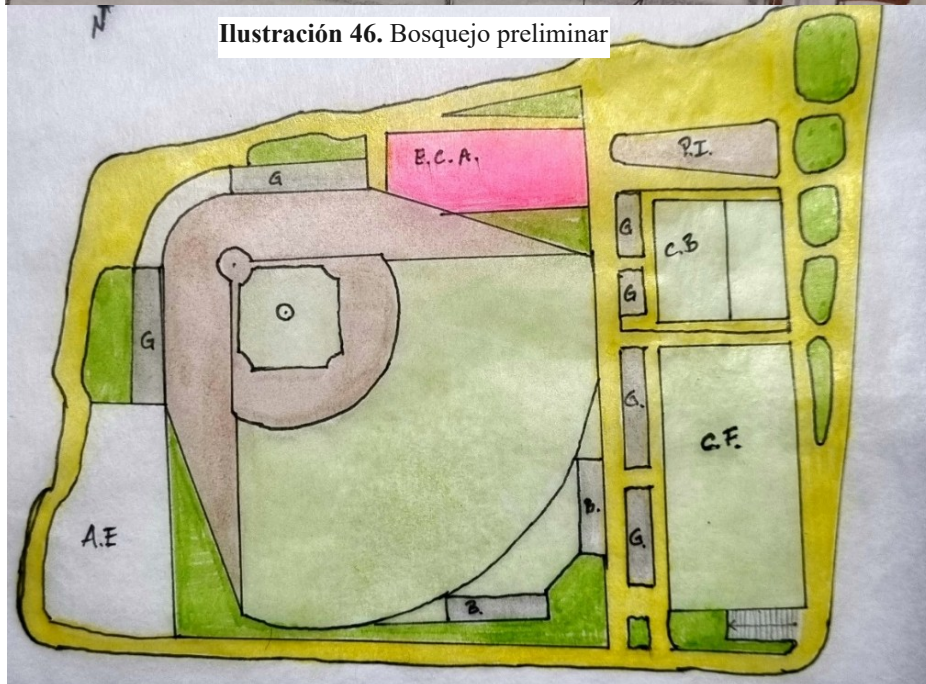 Ilustración 46. Bosquejo preliminar
E.C.A.
P.I.
G
G
C.B
G
G
G.
C.F.
A.E
B.
G.
B.